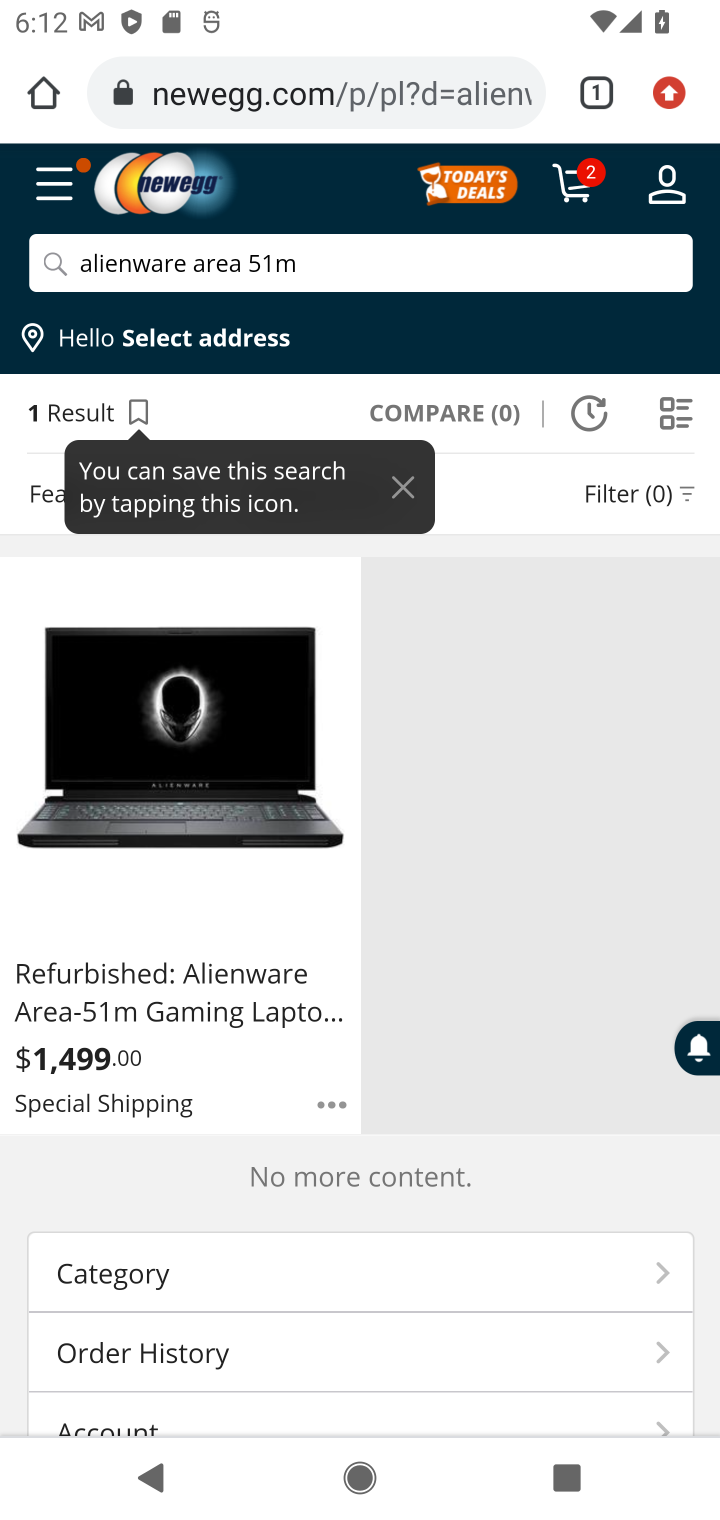 6:12
newegg.com/p/pl?d=alienw
1
newegg
TODAY'S
DEALS
2
alienware area 51m
Hello Select address
1 Result
COMPARE (0)
You can save this search
by tapping this icon.
Fea
Filter (0)
ALIENWARE
Refurbished: Alienware
Area-51m Gaming Lapto...
$1,499.00
Special Shipping
No more content.
Category
Order History
Account